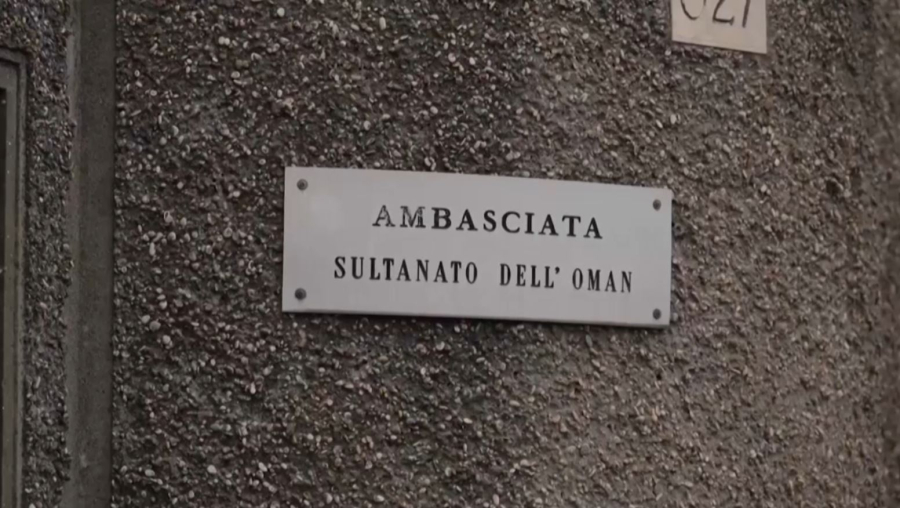 AMBASCIATA
SULTANATO DELL' OMAN